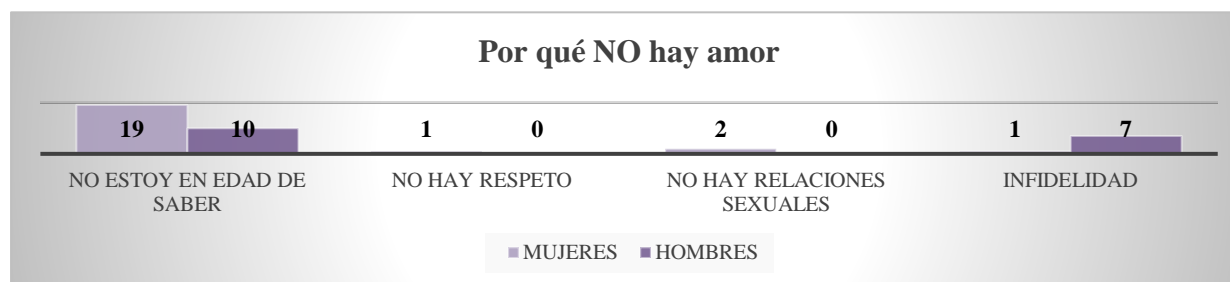 Por qué NO hay amor
19 10 1 0 2 0 1 7
NO ESTOY EN EDAD DE
SABER
NO HAY RESPETO
NO HAY RELACIONES
SEXUALES
INFIDELIDAD
MUJERES HOMBRES